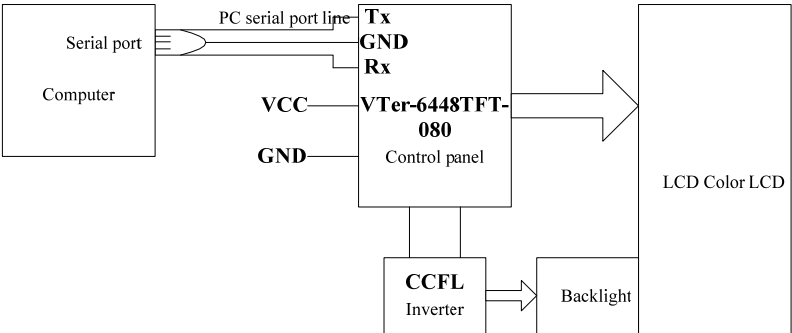 PC serial port line
Tx
Serial port
GND
Rx
Computer
VCC
VTer-6448TFT-
080
GND
Control panel
LCD Color LCD
CCFL
Inverter
Backlight